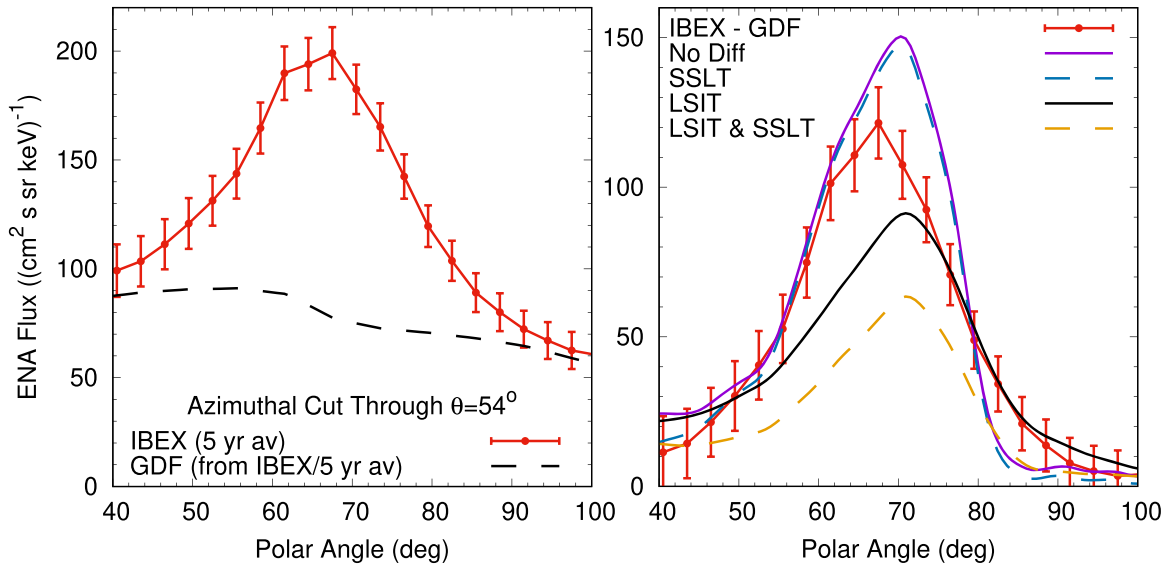 ENA Flux ((cm² s sr keV)⁻¹)
200
150
100
50
0
Azimuthal Cut Through θ=54°
IBEX (5 yr av)
GDF (from IBEX/5 yr av)
40 50 60 70 80 90 100
Polar Angle (deg)
150
100
50
0
IBEX - GDF
No Diff
SSLT
LSIT
LSIT & SSLT
40 50 60 70 80 90 100
Polar Angle (deg)